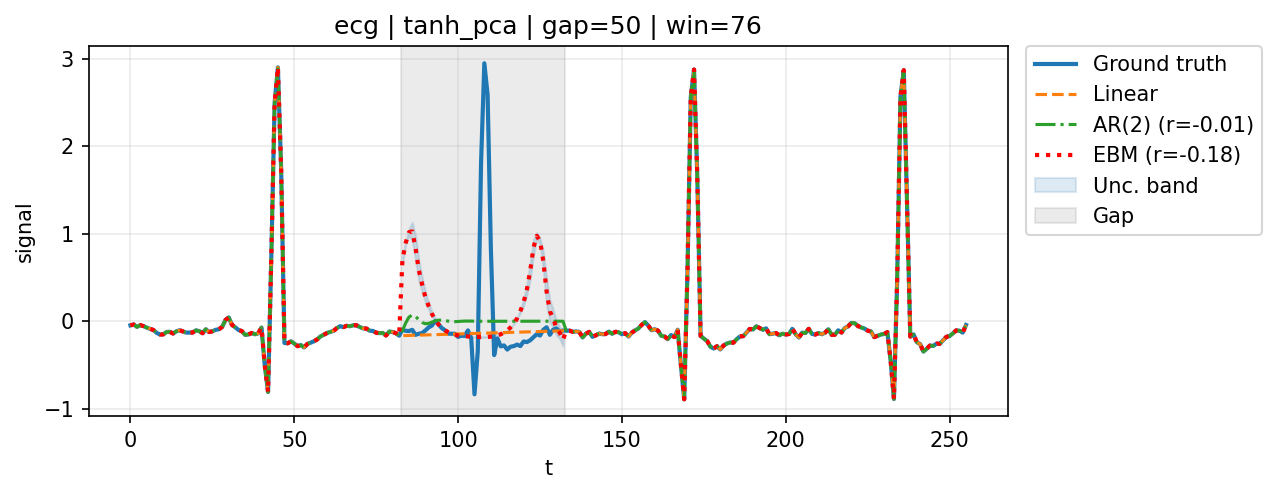 ecg | tanh_pca | gap=50 | win=76
Ground truth
Linear
AR(2) (r=-0.01)
EBM (r=-0.18)
Unc. band
Gap
signal
3
2
1
0
−1
0 50 100 150 200 250
t